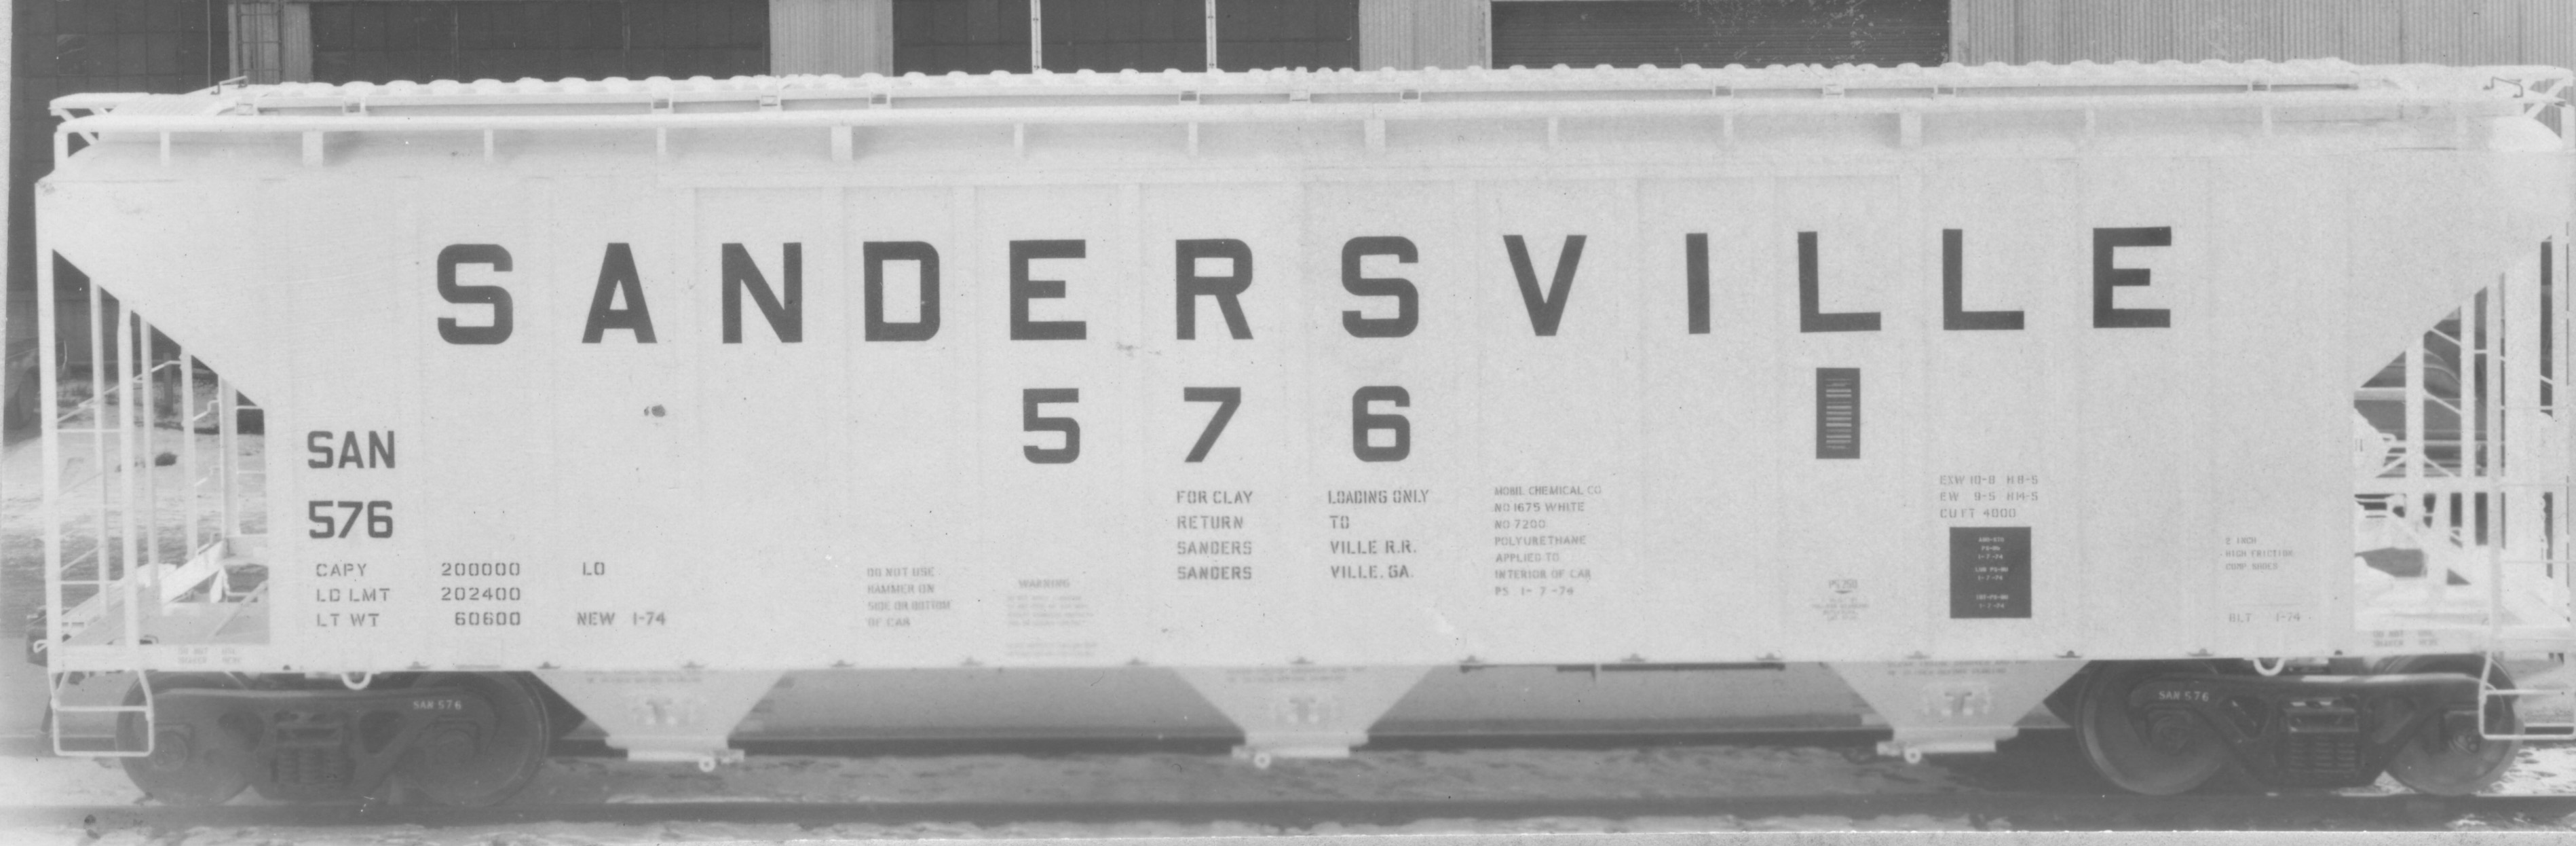 SANDERSVILLE
576
SAN
576
CAPY 200000 LD
LD LMT 202400
LT WT 60600 NEW 1-74
DO NOT USE
HAMMER ON
SIDE OR BOTTOM
OF CAR
WARNING
FOR CLAY LOADING ONLY
RETURN TO
SANDERS VILLE R.R.
SANDERS VILLE, GA.
MOBIL CHEMICAL CO
NO 1675 WHITE
NO 7200
POLYURETHANE
APPLIED TO
INTERIOR OF CAR
PS 1-7-74
EXW 10-8 H 11-5
EW 9-5 H14-5
CU FT 4000
2 INCH
HIGH FRICTION
COMP SHOES
BLT 1-74
SAN 576
SAN 576